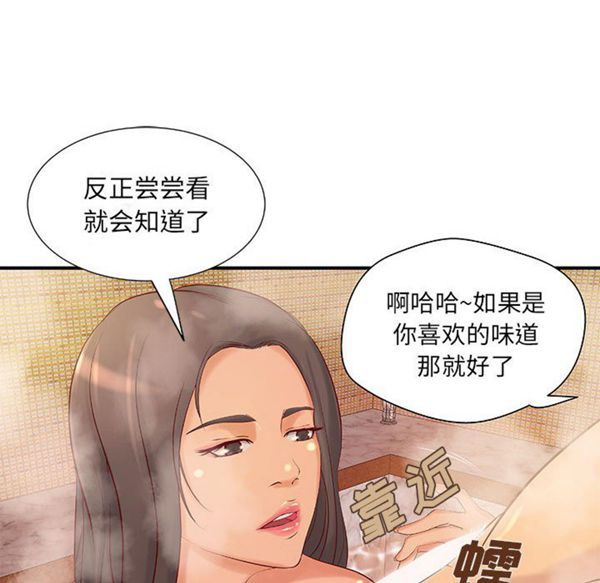 反正尝尝看
就会知道了
啊哈哈~如果是
你喜欢的味道
那就好了
靠近
蠕